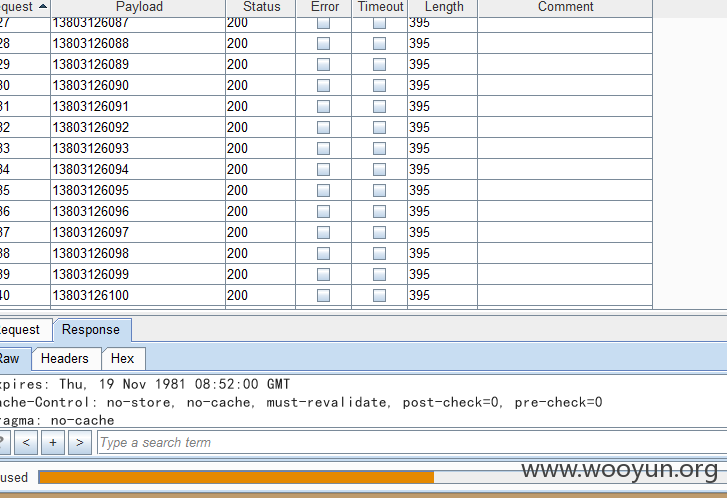 equest Payload Status Error Timeout Length Comment
27 13803126087 200 395
28 13803126088 200 395
29 13803126089 200 395
30 13803126090 200 395
31 13803126091 200 395
32 13803126092 200 395
33 13803126093 200 395
34 13803126094 200 395
35 13803126095 200 395
36 13803126096 200 395
37 13803126097 200 395
38 13803126098 200 395
39 13803126099 200 395
40 13803126100 200 395
equest Response
Raw Headers Hex
xpires: Thu, 19 Nov 1981 08:52:00 GMT
ache-Control: no-store, no-cache, must-revalidate, post-check=0, pre-check=0
ragma: no-cache
? < + > Type a search term
used
www.wooyun.org